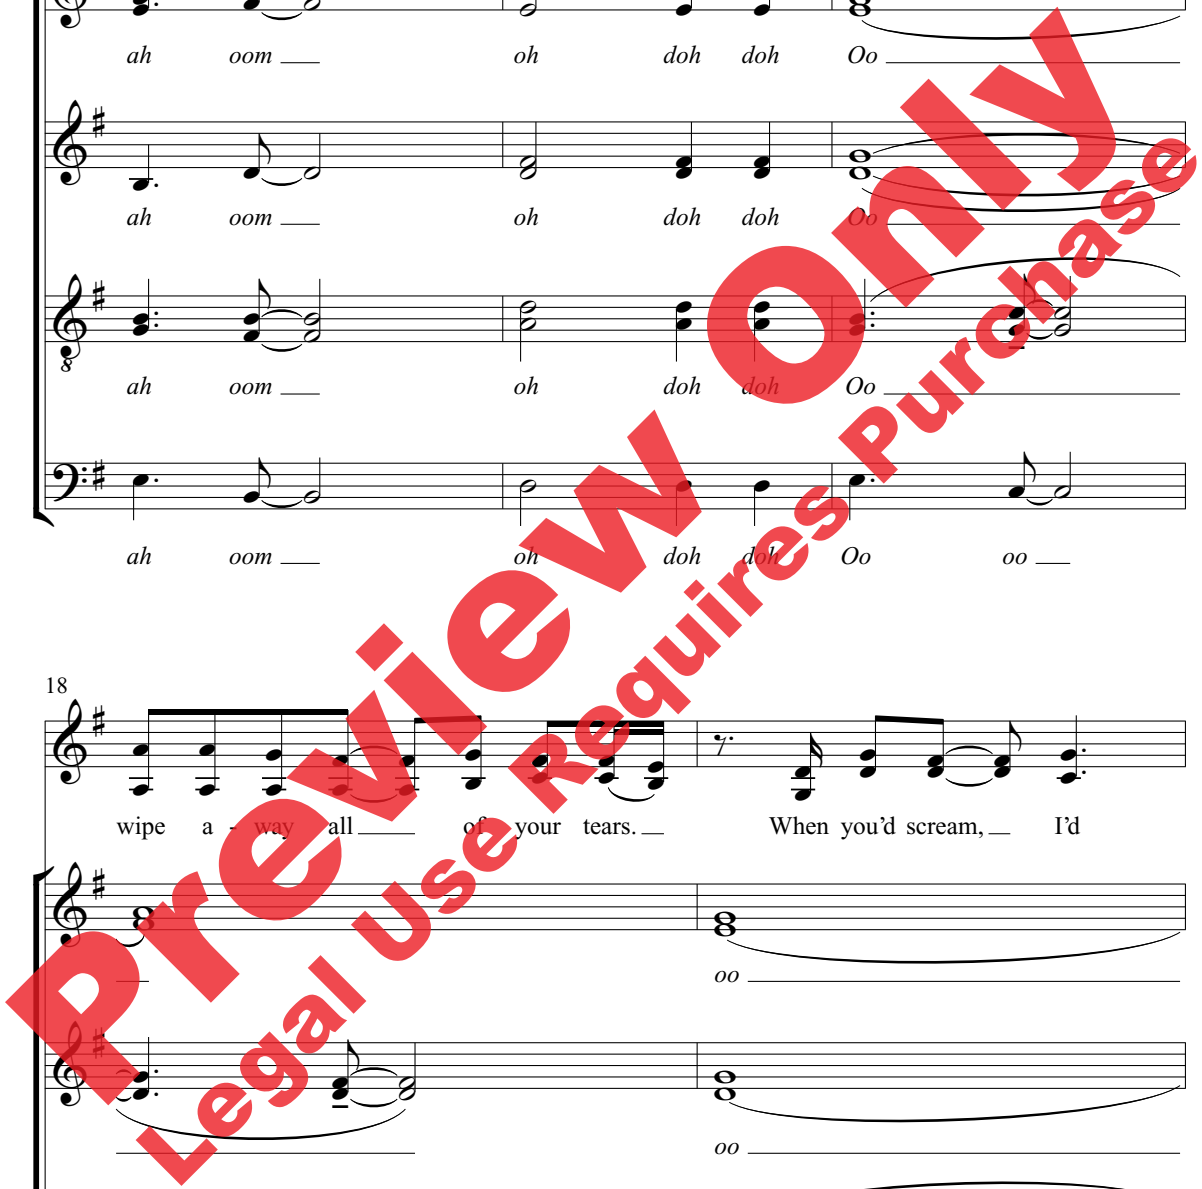 ah oom oh doh doh Oo
ah oom oh doh doh Oo
8
ah oom oh doh doh Oo
ah oom oh doh doh Oo oo
18
wipe a - way all of your tears. When you'd scream, I'd
oo
oo
Preview Only
Legal Use Requires Purchase